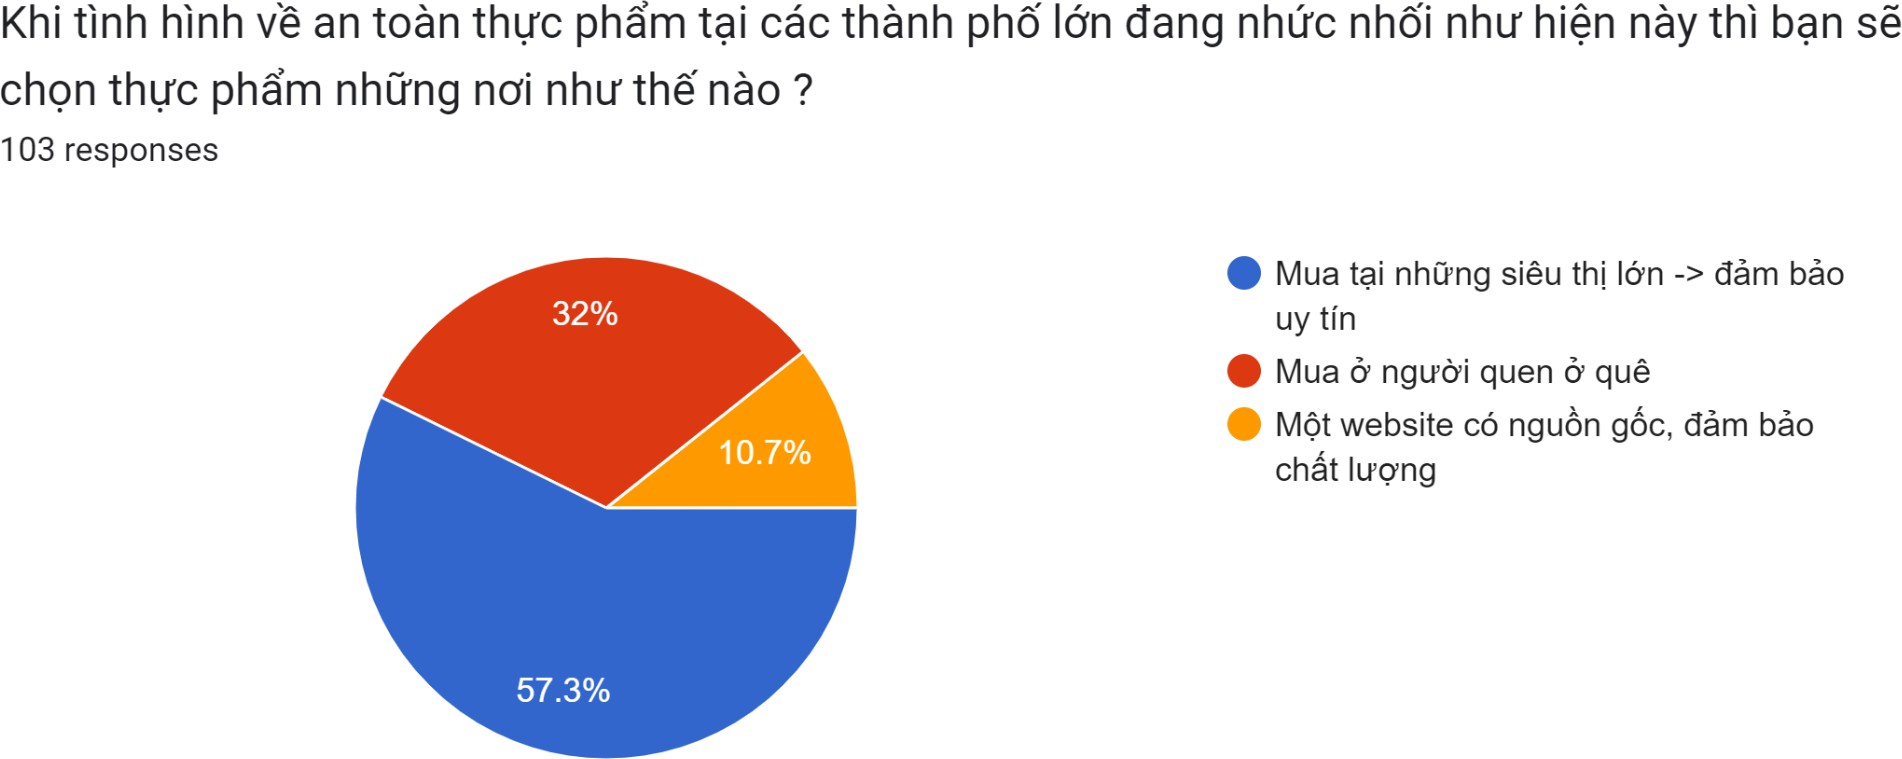 Khi tình hình về an toàn thực phẩm tại các thành phố lớn đang nhức nhối như hiện này thì bạn sẽ
chọn thực phẩm những nơi như thế nào ?
103 responses
Mua tại những siêu thị lớn -> đảm bảo
uy tín
Mua ở người quen ở quê
Một website có nguồn gốc, đảm bảo
chất lượng
32%
10.7%
57.3%